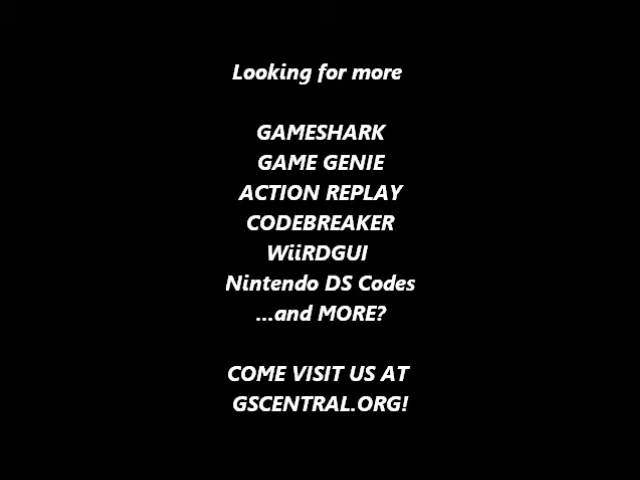 Looking for more
GAMESHARK
GAME GENIE
ACTION REPLAY
CODEBREAKER
WiiRDGUI
Nintendo DS Codes
...and MORE?
COME VISIT US AT
GSCENTRAL.ORG!